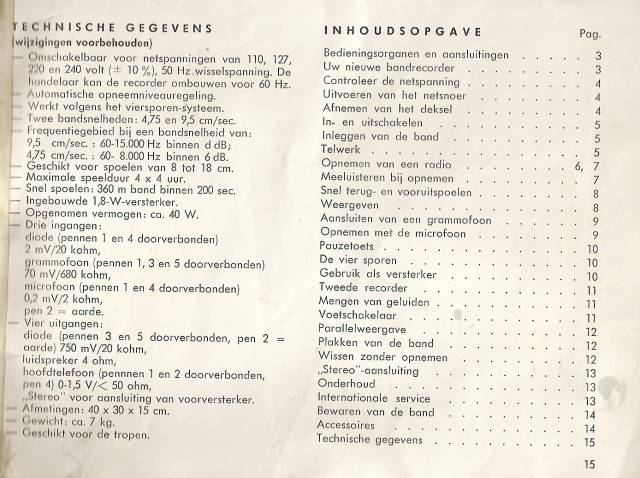 TECHNISCHE GEGEVENS
(wijzigingen voorbehouden)
— Omschakelbaar voor netspanningen van 110, 127,
220 en 240 volt (± 10 %), 50 Hz wisselspanning. De
handelaar kan de recorder ombouwen voor 60 Hz.
— Automatische opneemniveauregeling.
— Werkt volgens het viersporen-systeem.
— Twee bandsnelheden: 4,75 en 9,5 cm/sec.
— Frequentiegebied bij een bandsnelheid van:
9,5 cm/sec. : 60-15.000 Hz binnen d dB;
4,75 cm/sec. : 60- 8.000 Hz binnen 6 dB.
— Geschikt voor spoelen van 8 tot 18 cm.
— Maximale speelduur 4 x 4 uur.
— Snel spoelen: 360 m band binnen 200 sec.
— Ingebouwde 1,8-W-versterker.
— Opgenomen vermogen: ca. 40 W.
— Drie ingangen:
diode (pennen 1 en 4 doorverbonden)
2 mV/20 kohm,
grammofoon (pennen 1, 3 en 5 doorverbonden)
70 mV/680 kohm,
microfoon (pennen 1 en 4 doorverbonden)
0,2 mV/2 kohm,
pen 2 = aarde.
— Vier uitgangen:
diode (pennen 3 en 5 doorverbonden, pen 2 =
aarde) 750 mV/20 kohm,
luidspreker 4 ohm,
hoofdtelefoon (pennnen 1 en 2 doorverbonden,
pen 4) 0-1,5 V/< 50 ohm,
„Stereo" voor aansluiting van voorversterker.
— Afmetingen: 40 x 30 x 15 cm.
— Gewicht: ca. 7 kg.
— Geschikt voor de tropen.
INHOUDSOPGAVE Pag.
Bedieningsorganen en aansluitingen . . . . . 3
Uw nieuwe bandrecorder . . . . . . . . 3
Controleer de netspanning . . . . . . . 4
Uitvoeren van het netsnoer . . . . . . . 4
Afnemen van het deksel . . . . . . . . 4
In- en uitschakelen . . . . . . . . . 5
Inleggen van de band . . . . . . . . 5
Telwerk . . . . . . . . . . . . 5
Opnemen van een radio . . . . . . . 6, 7
Meeluisteren bij opnemen . . . . . . . 7
Snel terug- en vooruitspoelen . . . . . . 8
Weergeven . . . . . . . . . . . 8
Aansluiten van een grammofoon . . . . . 9
Opnemen met de microfoon . . . . . . 9
Pauzetoets . . . . . . . . . . . 10
De vier sporen . . . . . . . . . . 10
Gebruik als versterker . . . . . . . . 10
Tweede recorder . . . . . . . . . 11
Mengen van geluiden . . . . . . . . 11
Voetschakelaar . . . . . . . . . . 11
Parallelweergave . . . . . . . . . 12
Plakken van de band . . . . . . . . 12
Wissen zonder opnemen . . . . . . . 12
„Stereo"-aansluiting . . . . . . . . . 13
Onderhoud . . . . . . . . . . . 13
Internationale service . . . . . . . . 13
Bewaren van de band . . . . . . . . 14
Accessoires . . . . . . . . . . . 14
Technische gegevens . . . . . . . . 15
15